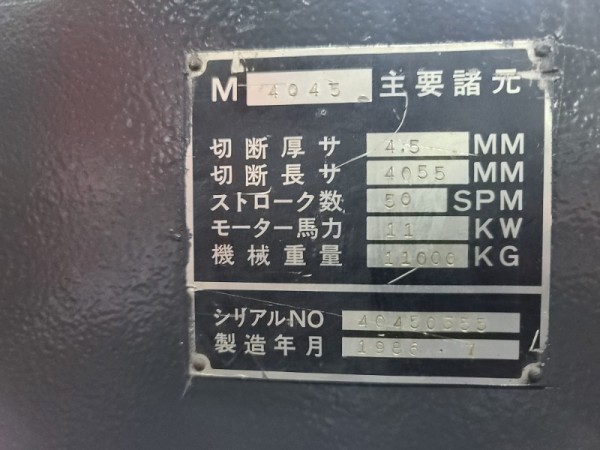 M 4045 主要諸元
切断厚サ 4.5 MM
切断長サ 4055 MM
ストローク数 50 SPM
モーター馬力 11 KW
機械重量 11000 KG
シリアルNO 40450555
製造年月 1986.7